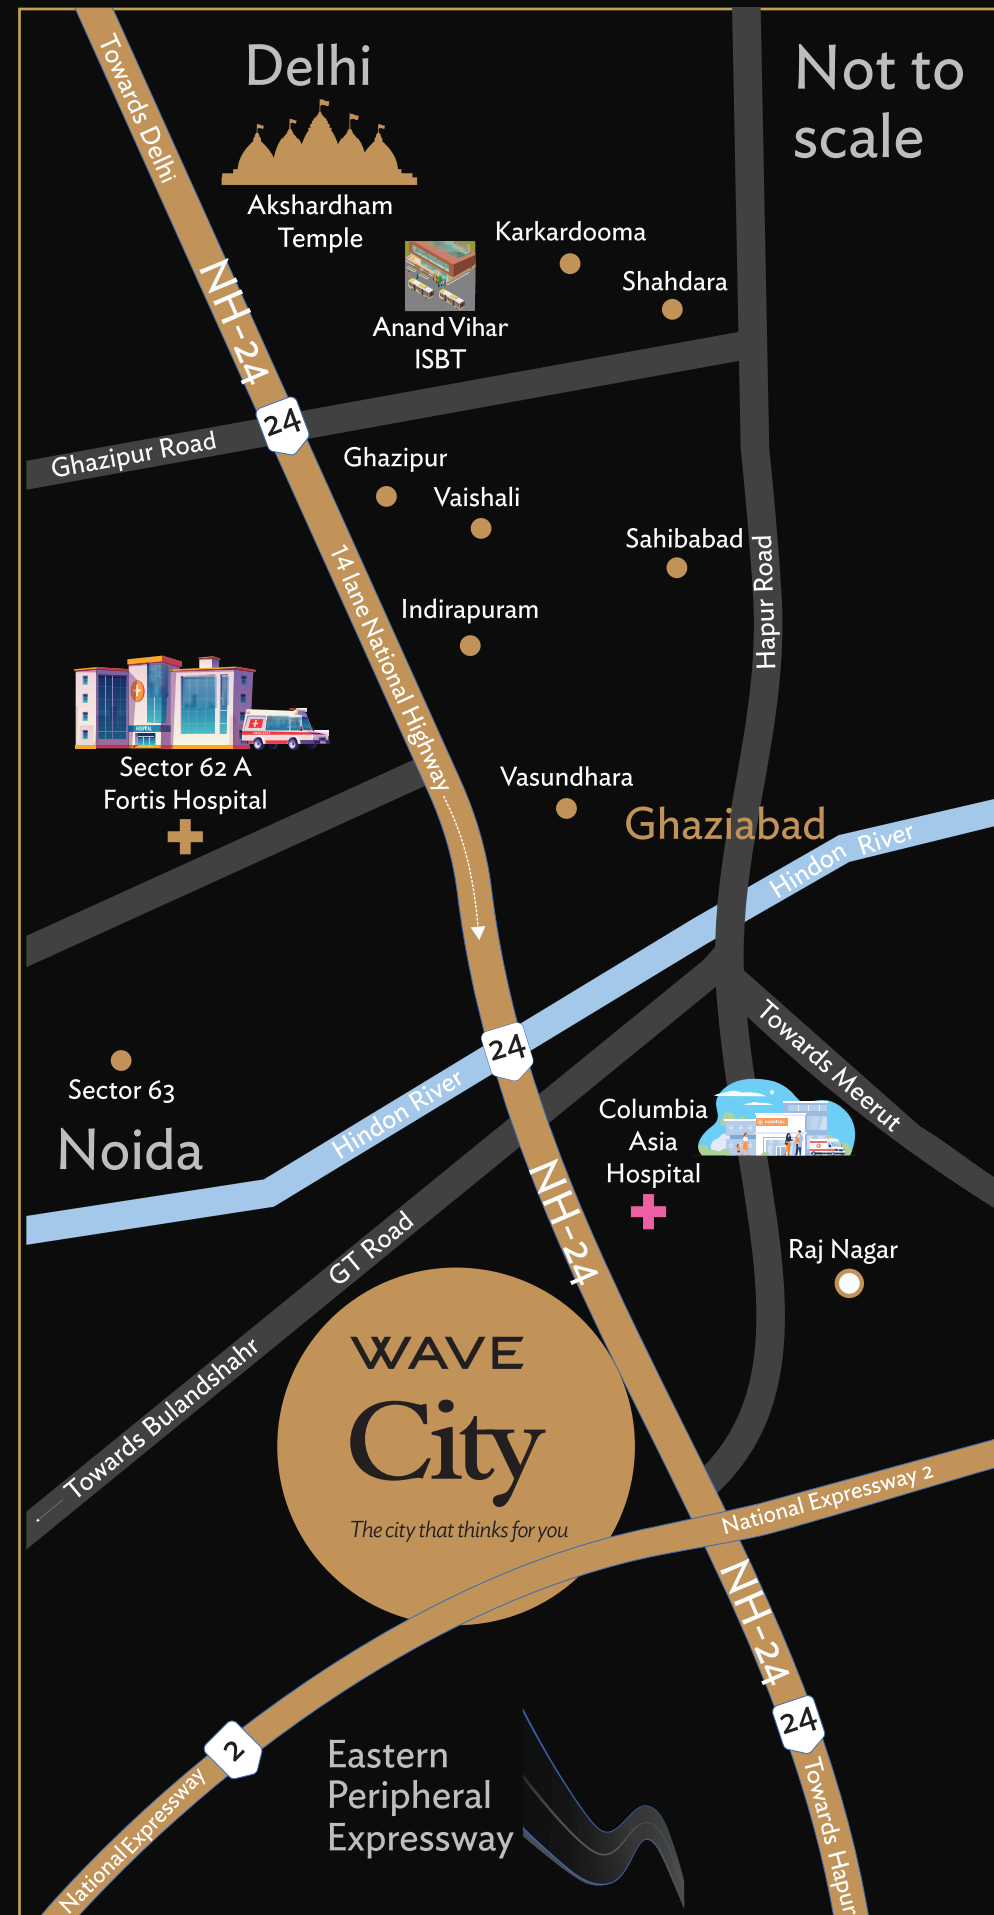 Delhi
Not to
scale
Towards Delhi
Akshardham
Temple
Karkardooma
Shahdara
NH-24
Anand Vihar
ISBT
24
Ghazipur Road
Ghazipur
Vaishali
Sahibabad
Hapur Road
14 lane National Highway
Indirapuram
HOSPITAL
Sector 62 A
Fortis Hospital
Vasundhara
Ghaziabad
Hindon River
24
Towards Meerut
Sector 63
Hindon River
Noida
Columbia
Asia
Hospital
NH-24
GT Road
Raj Nagar
Towards Bulandshahr
WAVE
City
The city that thinks for you
National Expressway 2
NH-24
24
2
Eastern
Peripheral
Expressway
NationalExpressway
Towards Hapur